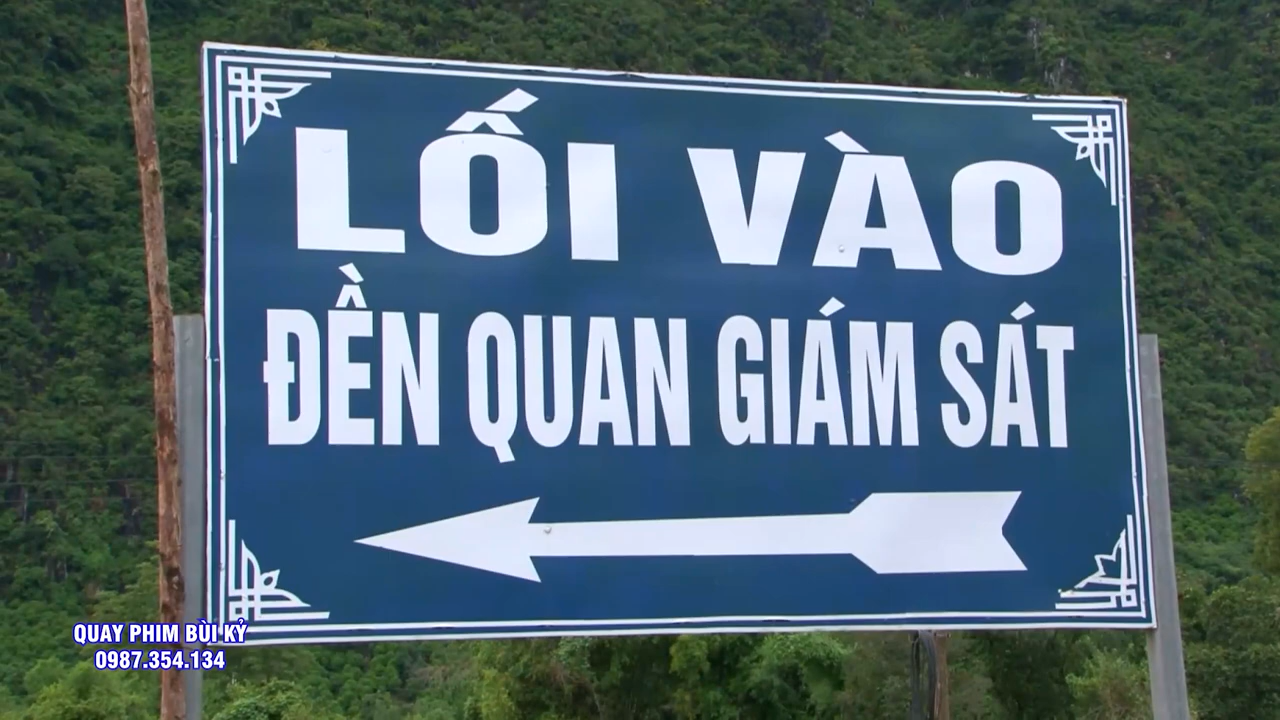 LỐI VÀO
ĐỀN QUAN GIÁM SÁT
QUAY PHIM BÙI KỶ
0987.354.134